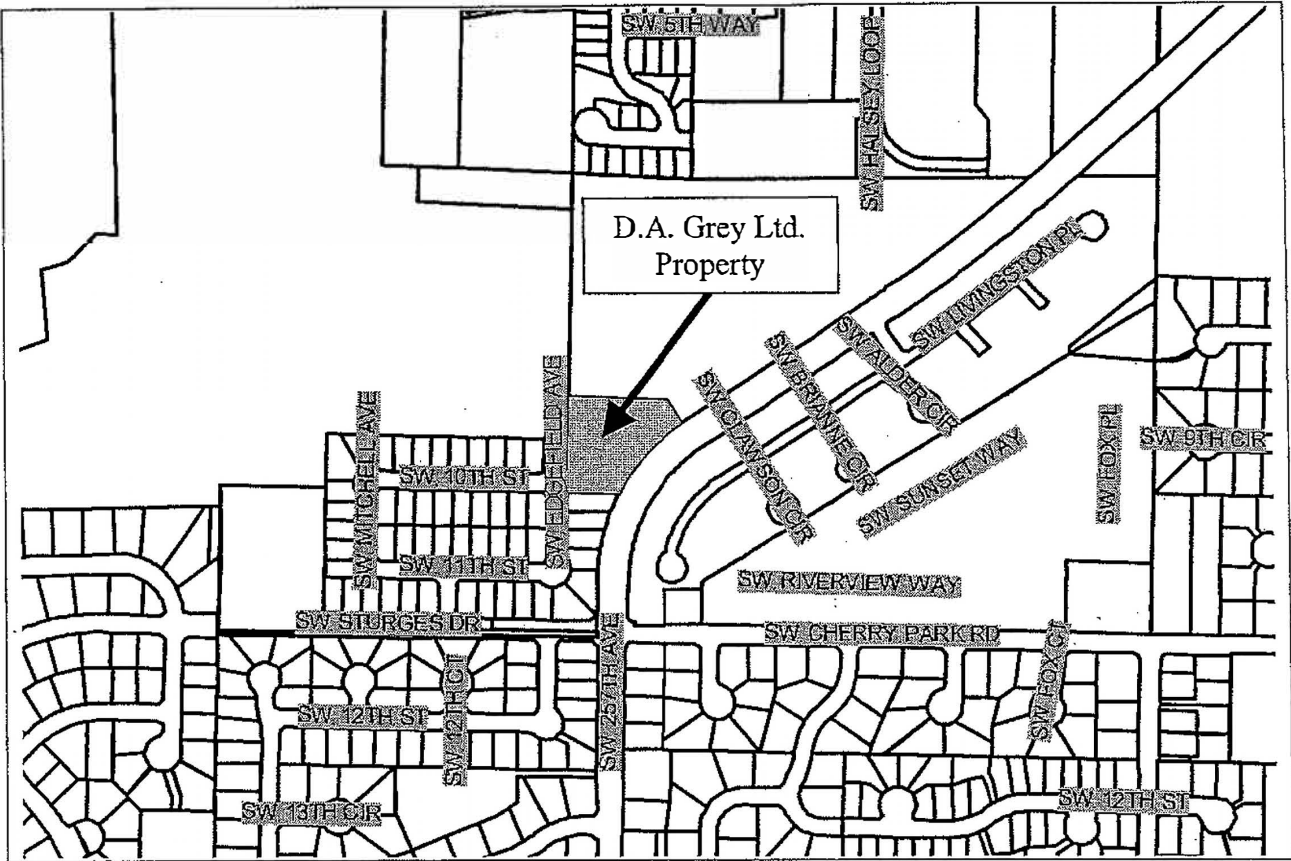 SW 5TH WAY
SW HALSEY LOOP
D.A. Grey Ltd.
Property
SW LIVINGSTON PL
SW ALDER CIR
SW BRIANNE CIR
SW CLAWSON CIR
SW EDGEFIELD AVE
SW MITCHELL AVE
SW 10TH ST
SW SUNSET WAY
SW FOX PL
SW 9TH CIR
SW 11TH ST
SW RIVERVIEW WAY
SW STURGES DR
SW CHERRY PARK RD
SW 257TH AVE
SW FOX CT
SW 12TH CT
SW 12TH ST
SW 13TH CIR
SW 12TH ST